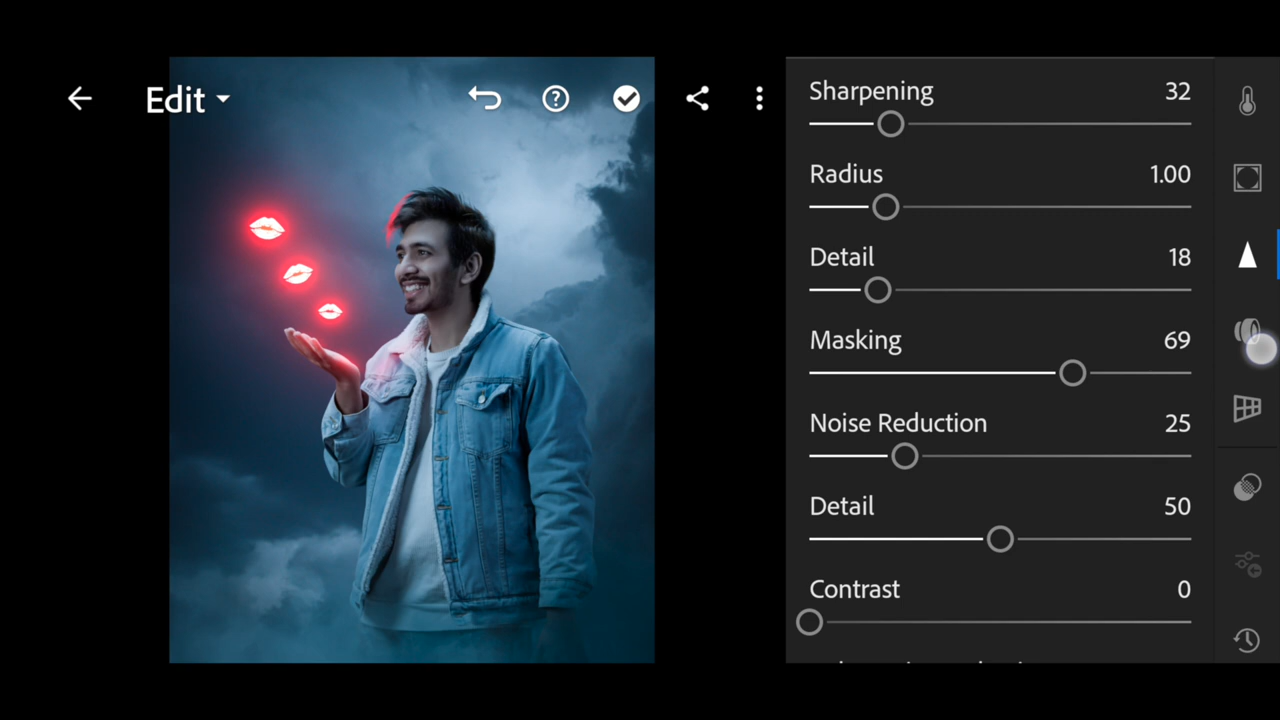 Edit
Sharpening 32
Radius 1.00
Detail 18
Masking 69
Noise Reduction 25
Detail 50
Contrast 0